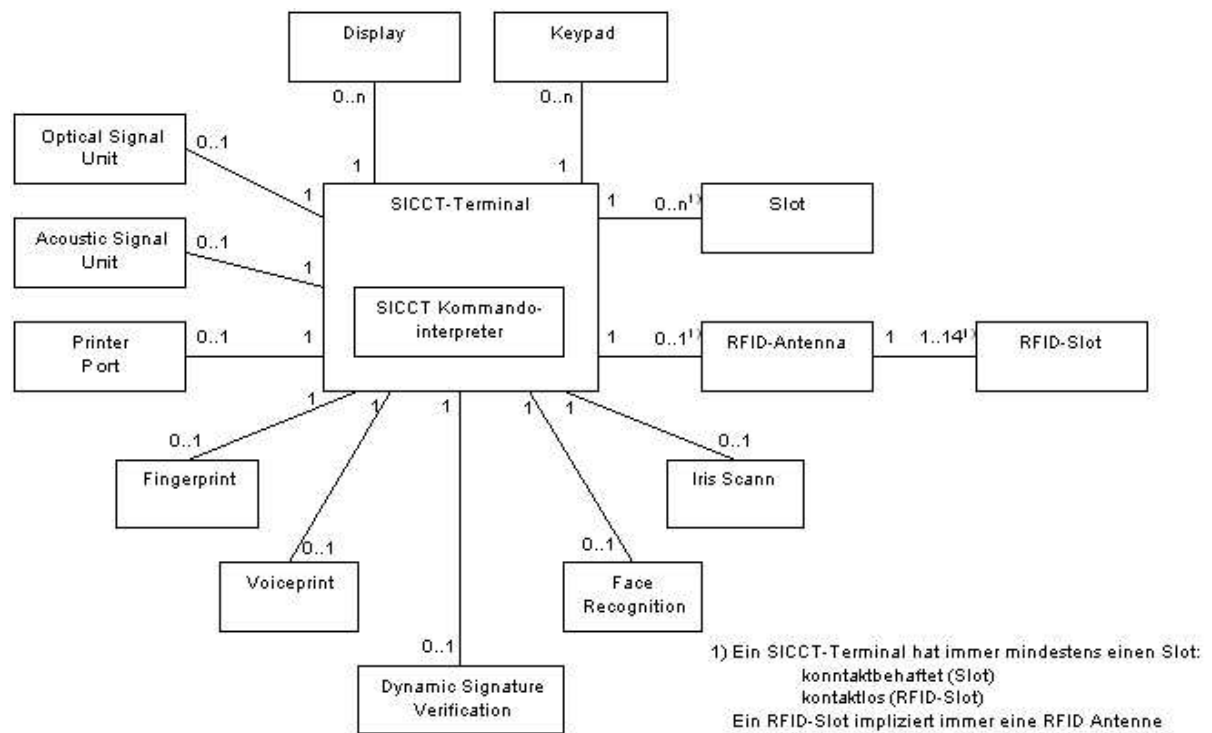 Display
Keypad
0..n
0..n
Optical Signal
Unit
0..1
1
1
1
SICCT-Terminal
1
0..n¹⁾
Slot
Acoustic Signal
Unit
0..1
1
SICCT Kommando-
interpreter
Printer
Port
0..1
1
1
0..1¹⁾
RFID-Antenna
1
1..14¹⁾
RFID-Slot
1
1
1
1
1
0..1
0..1
Fingerprint
Iris Scann
0..1
0..1
Voiceprint
Face
Recognition
0..1
Dynamic Signature
Verification
1) Ein SICCT-Terminal hat immer mindestens einen Slot:
konntaktbehaftet (Slot)
kontaktlos (RFID-Slot)
Ein RFID-Slot impliziert immer eine RFID Antenne